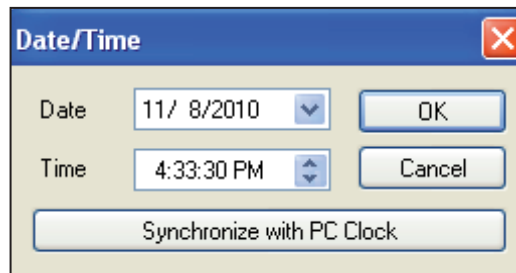 Date/Time
Date 11/ 8/2010 OK
Time 4:33:30 PM Cancel
Synchronize with PC Clock